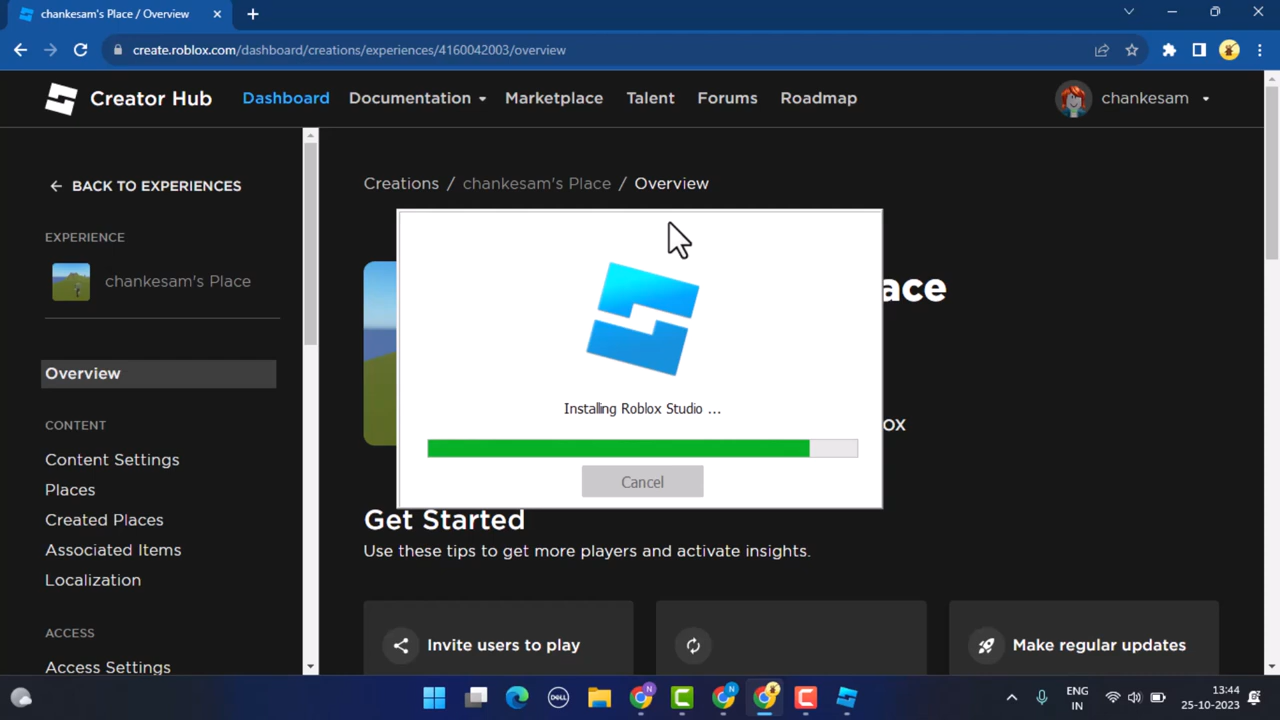 chankesam's Place / Overview
create.roblox.com/dashboard/creations/experiences/4160042003/overview
Creator Hub
Dashboard
Documentation
Marketplace
Talent
Forums
Roadmap
chankesam
BACK TO EXPERIENCES
EXPERIENCE
chankesam's Place
Overview
CONTENT
Content Settings
Places
Created Places
Associated Items
Localization
ACCESS
Access Settings
Creations / chankesam's Place / Overview
ace
ox
Installing Roblox Studio ...
Cancel
Get Started
Use these tips to get more players and activate insights.
Invite users to play
Make regular updates
DELL
N
N
ENG
IN
13:44
25-10-2023